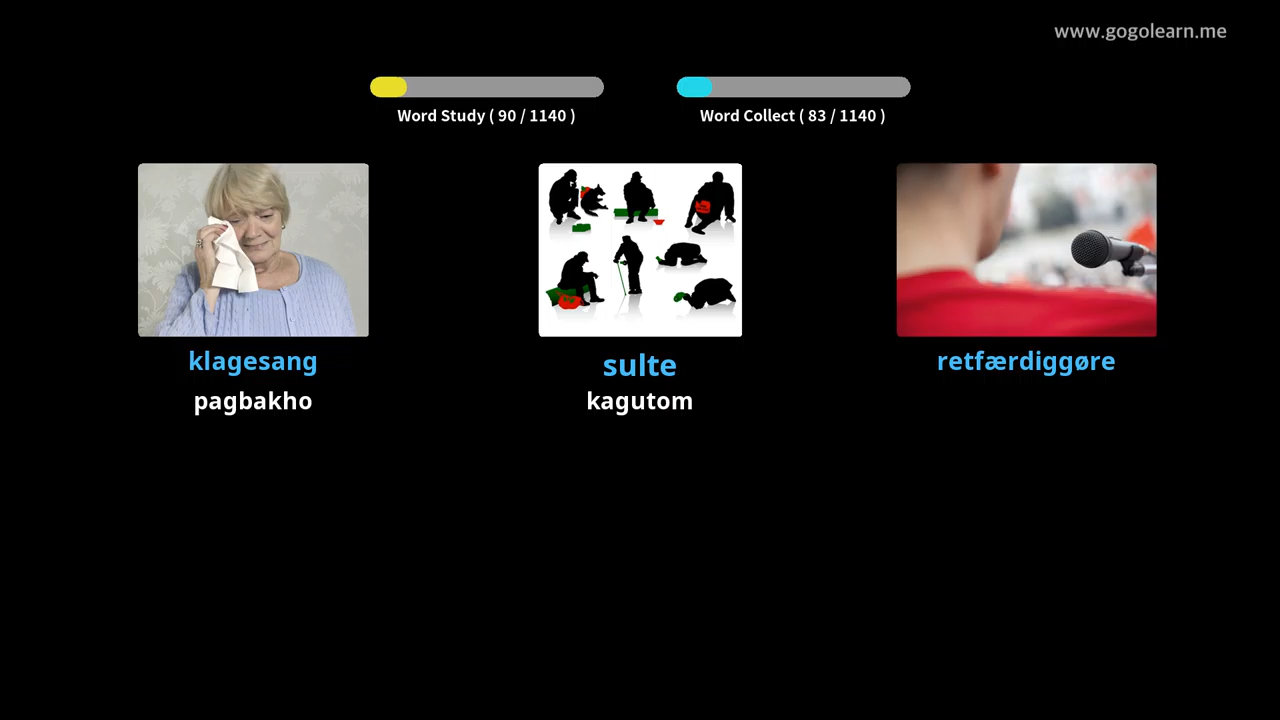 www.gogolearn.me
Word Study ( 90 / 1140 )
Word Collect ( 83 / 1140 )
klagesang
sulte
retfærdiggøre
pagbakho
kagutom